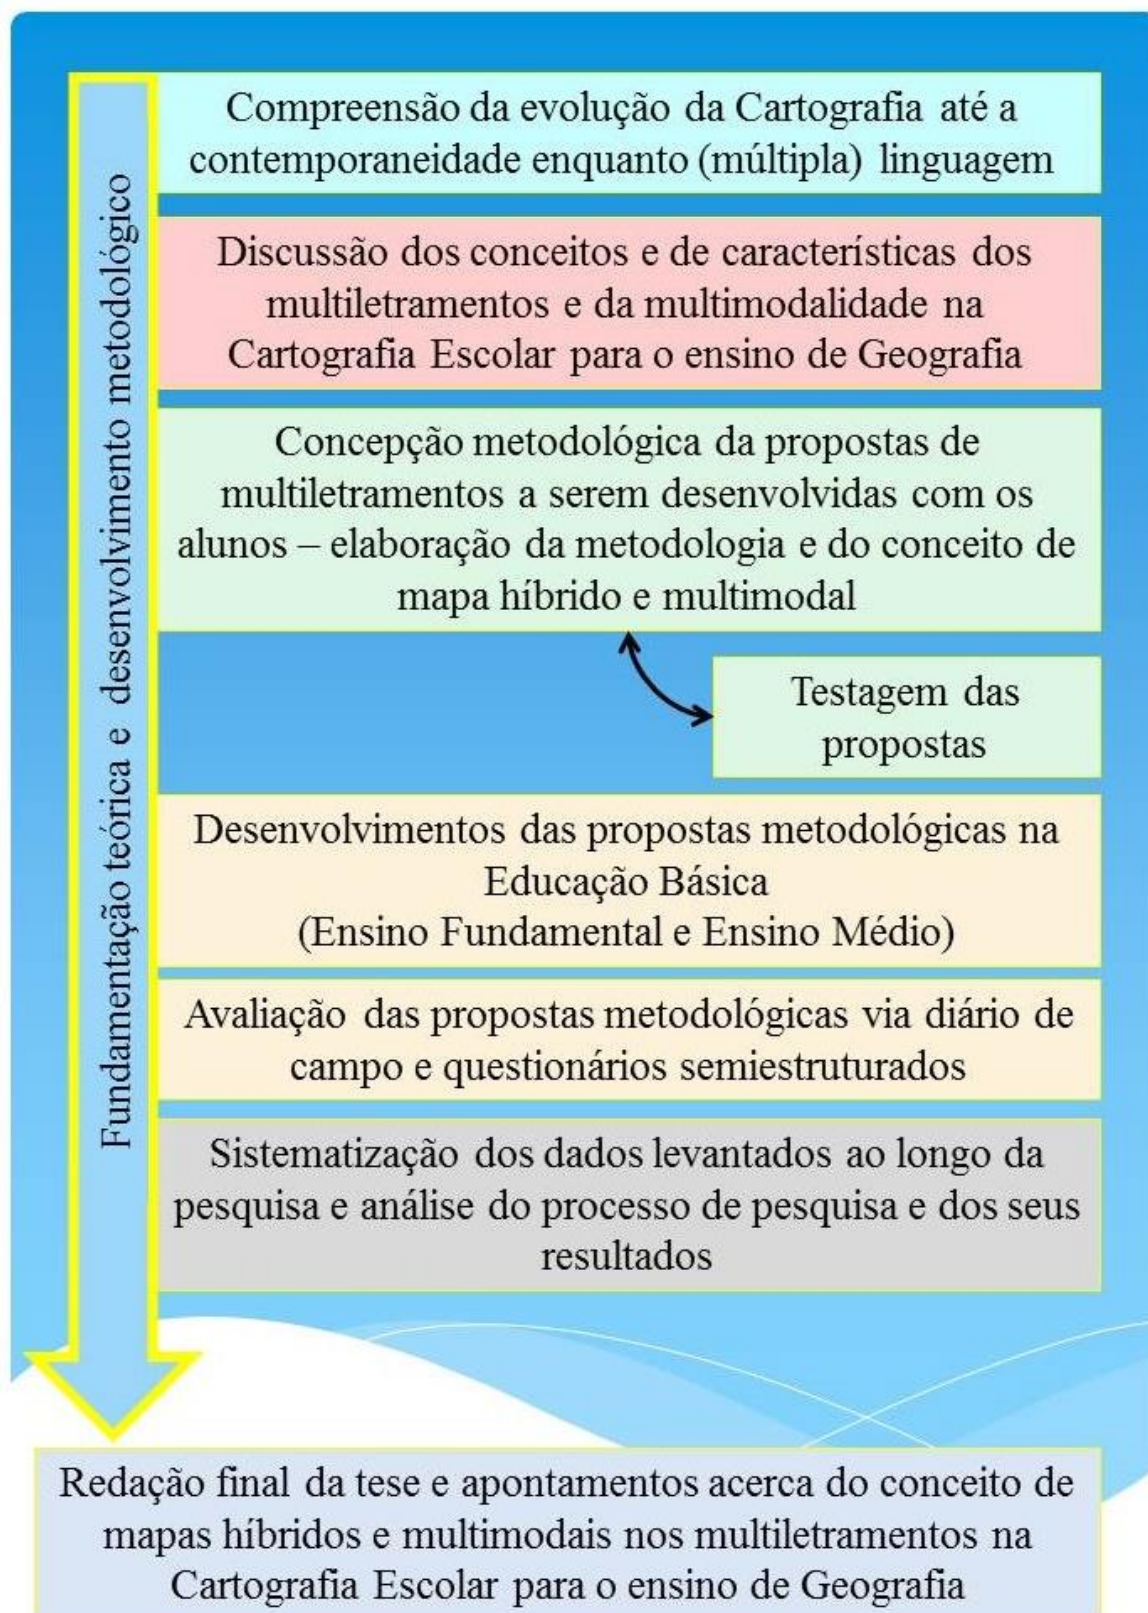 Fundamentação teórica e desenvolvimento metodológico
Compreensão da evolução da Cartografia até a
contemporaneidade enquanto (múltipla) linguagem
Discussão dos conceitos e de características dos
multiletramentos e da multimodalidade na
Cartografia Escolar para o ensino de Geografia
Concepção metodológica da propostas de
multiletramentos a serem desenvolvidas com os
alunos – elaboração da metodologia e do conceito de
mapa híbrido e multimodal
Testagem das
propostas
Desenvolvimentos das propostas metodológicas na
Educação Básica
(Ensino Fundamental e Ensino Médio)
Avaliação das propostas metodológicas via diário de
campo e questionários semiestruturados
Sistematização dos dados levantados ao longo da
pesquisa e análise do processo de pesquisa e dos seus
resultados
Redação final da tese e apontamentos acerca do conceito de
mapas híbridos e multimodais nos multiletramentos na
Cartografia Escolar para o ensino de Geografia